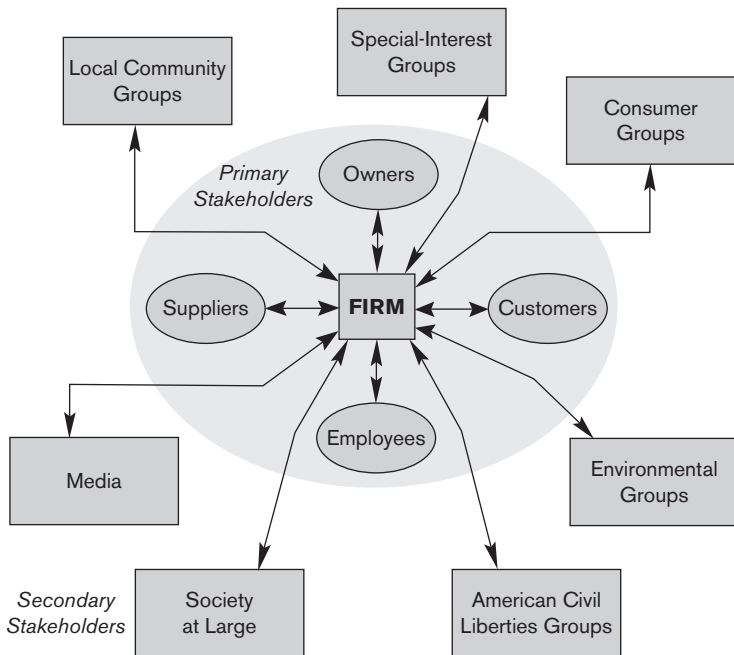 Special-Interest
Groups
Local Community
Groups
Consumer
Groups
Primary
Stakeholders
Owners
Suppliers
FIRM
Customers
Employees
Media
Environmental
Groups
Secondary
Stakeholders
Society
at Large
American Civil
Liberties Groups